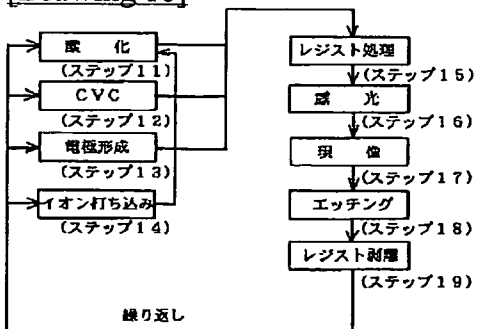 [Drawing 10]
酸化
(ステップ11)
CVC
(ステップ12)
電極形成
(ステップ13)
イオン打ち込み
(ステップ14)
レジスト処理
(ステップ15)
感光
(ステップ16)
現像
(ステップ17)
エッチング
(ステップ18)
レジスト剥離
(ステップ19)
繰り返し